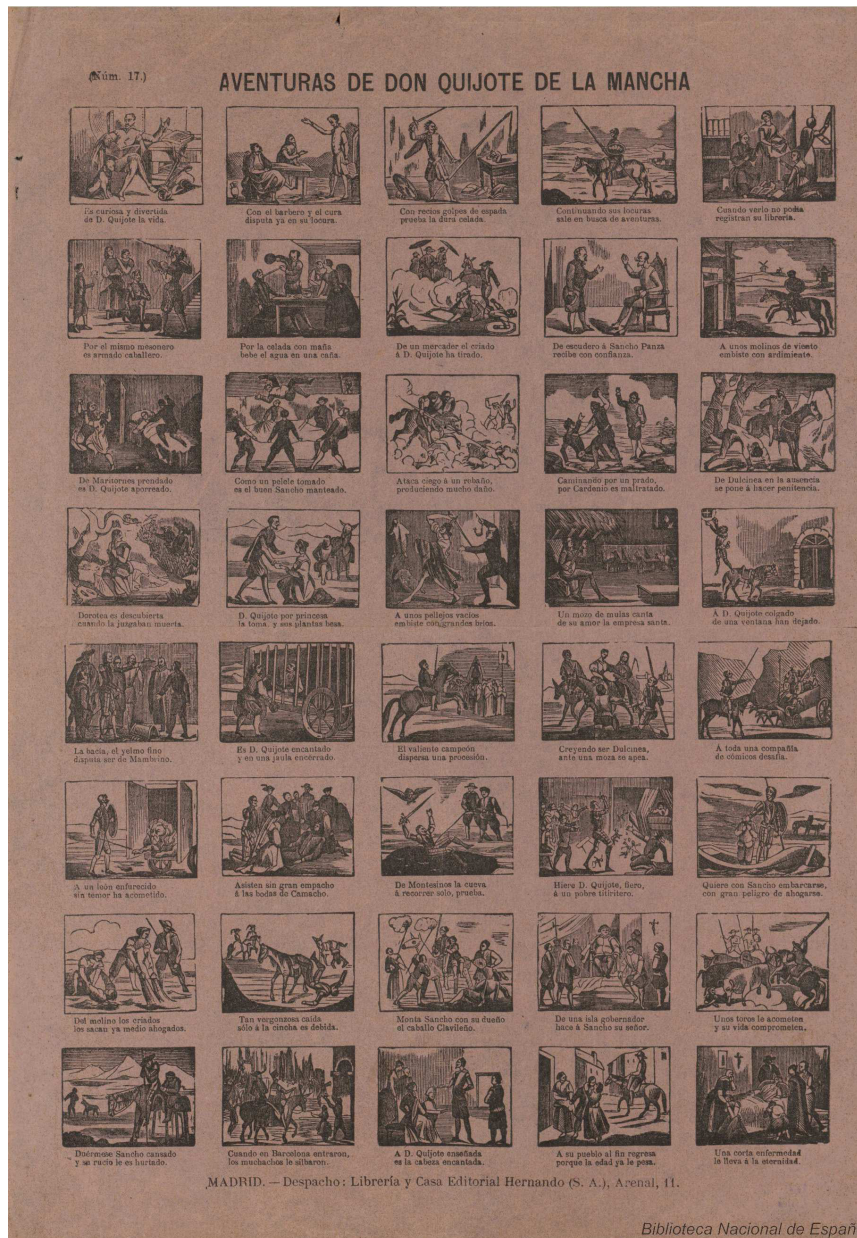 (Núm. 17.)
AVENTURAS DE DON QUIJOTE DE LA MANCHA
Es curiosa y divertida
de D. Quijote la vida.
Con el barbero y el cura
disputa ya en su locura.
Con recios golpes de espada
prueba la dura celada.
Continuando sus locuras
sale en busca de aventuras.
Cuando verlo no podía
registran su librería.
Por el mismo mesonero
es armado caballero.
Por la celada con maña
bebe el agua en una caña.
De un mercader el criado
á D. Quijote ha tirado.
De escudero á Sancho Panza
recibe con confianza.
A unos molinos de viento
embiste con ardimiento.
De Maritornes prendado
es D. Quijote aporreado.
Como un pelele tomado
es el buen Sancho manteado.
Ataca ciego á un rebaño,
produciendo mucho daño.
Caminando por un prado,
por Cardenio es maltratado.
De Dulcinea en la ausencia
se pone á hacer penitencia.
Dorotea es descubierta
cuando la juzgaban muerta.
D. Quijote por princesa
la toma, y sus plantas besa.
A unos pellejos vacios
embiste con grandes brios.
Un mozo de mulas canta
de su amor la empresa santa.
Á D. Quijote colgado
de una ventana han dejado.
La bacía, el yelmo fino
disputa ser de Mambrino.
Es D. Quijote encantado
y en una jaula encerrado.
El valiente campeón
dispersa una procesión.
Creyendo ser Dulcinea,
ante una moza se apea.
Á toda una compañía
de cómicos desafía.
A un león enfurecido
sin temor ha acometido.
Asisten sin gran empacho
á las bodas de Camacho.
De Montesinos la cueva
á recorrer solo, prueba.
Hiere D. Quijote, fiero,
á un pobre titiritero.
Quiere con Sancho embarcarse,
con gran peligro de ahogarse.
Del molino los criados
los sacan ya medio ahogados.
Tan vergonzosa caída
sólo á la cincha es debida.
Monta Sancho con su dueño
el caballo Clavileño.
De una isla gobernador
hace á Sancho su señor.
Unos toros le acometen
y su vida comprometen.
Duérmese Sancho cansado
y su rucio le es hurtado.
Cuando en Barcelona entraron,
los muchachos le silbaron.
A D. Quijote enseñada
es la cabeza encantada.
A su pueblo al fin regresa
porque la edad ya le pesa.
Una corta enfermedad
le lleva á la eternidad.
MADRID. — Despacho: Librería y Casa Editorial Hernando (S. A.), Arenal, 11.
Biblioteca Nacional de Españ